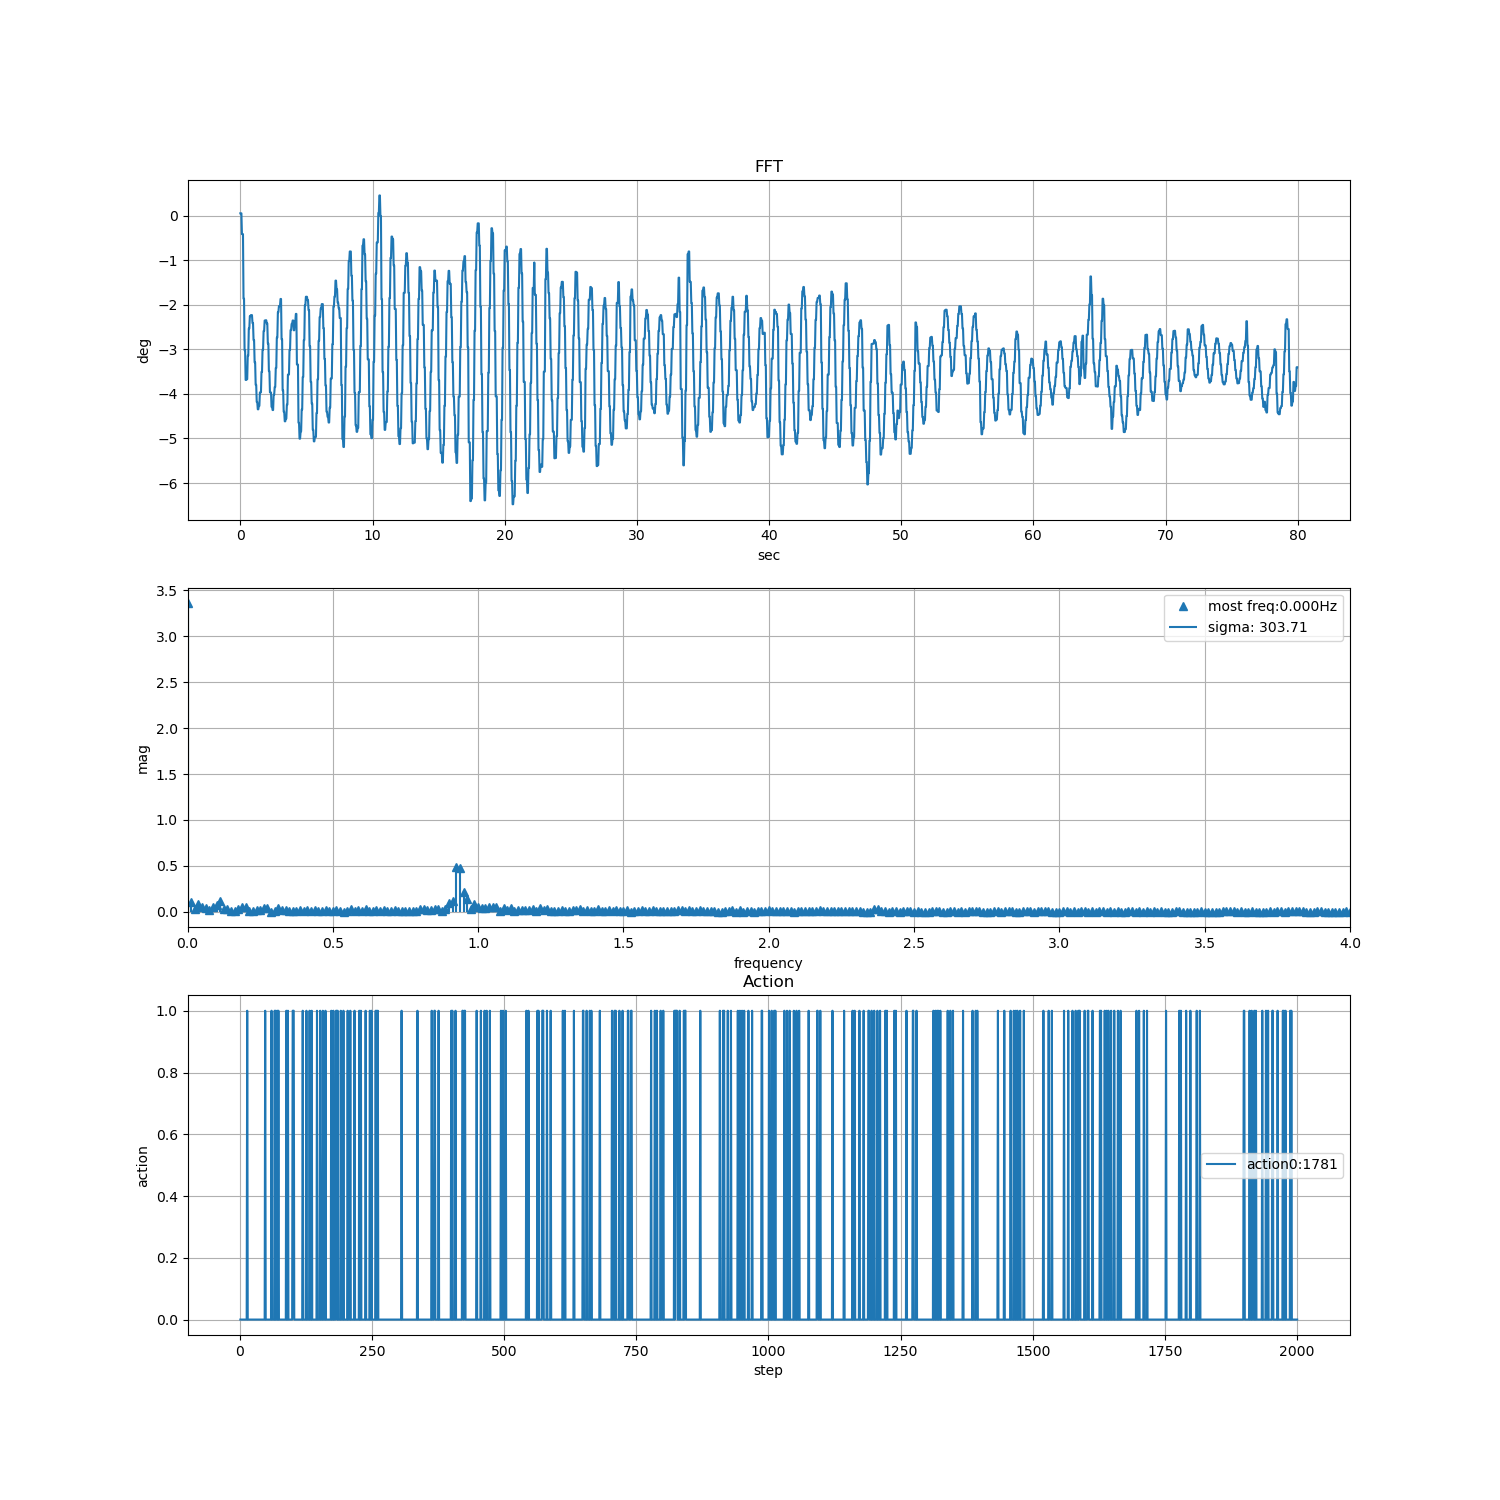 FFT
0
−1
−2
−3
−4
−5
−6
deg
0 10 20 30 40 50 60 70 80
sec
3.5
3.0
2.5
2.0
1.5
1.0
0.5
0.0
mag
most freq:0.000Hz
sigma: 303.71
0.0 0.5 1.0 1.5 2.0 2.5 3.0 3.5 4.0
frequency
Action
1.0
0.8
0.6
0.4
0.2
0.0
action
action0:1781
0 250 500 750 1000 1250 1500 1750 2000
step